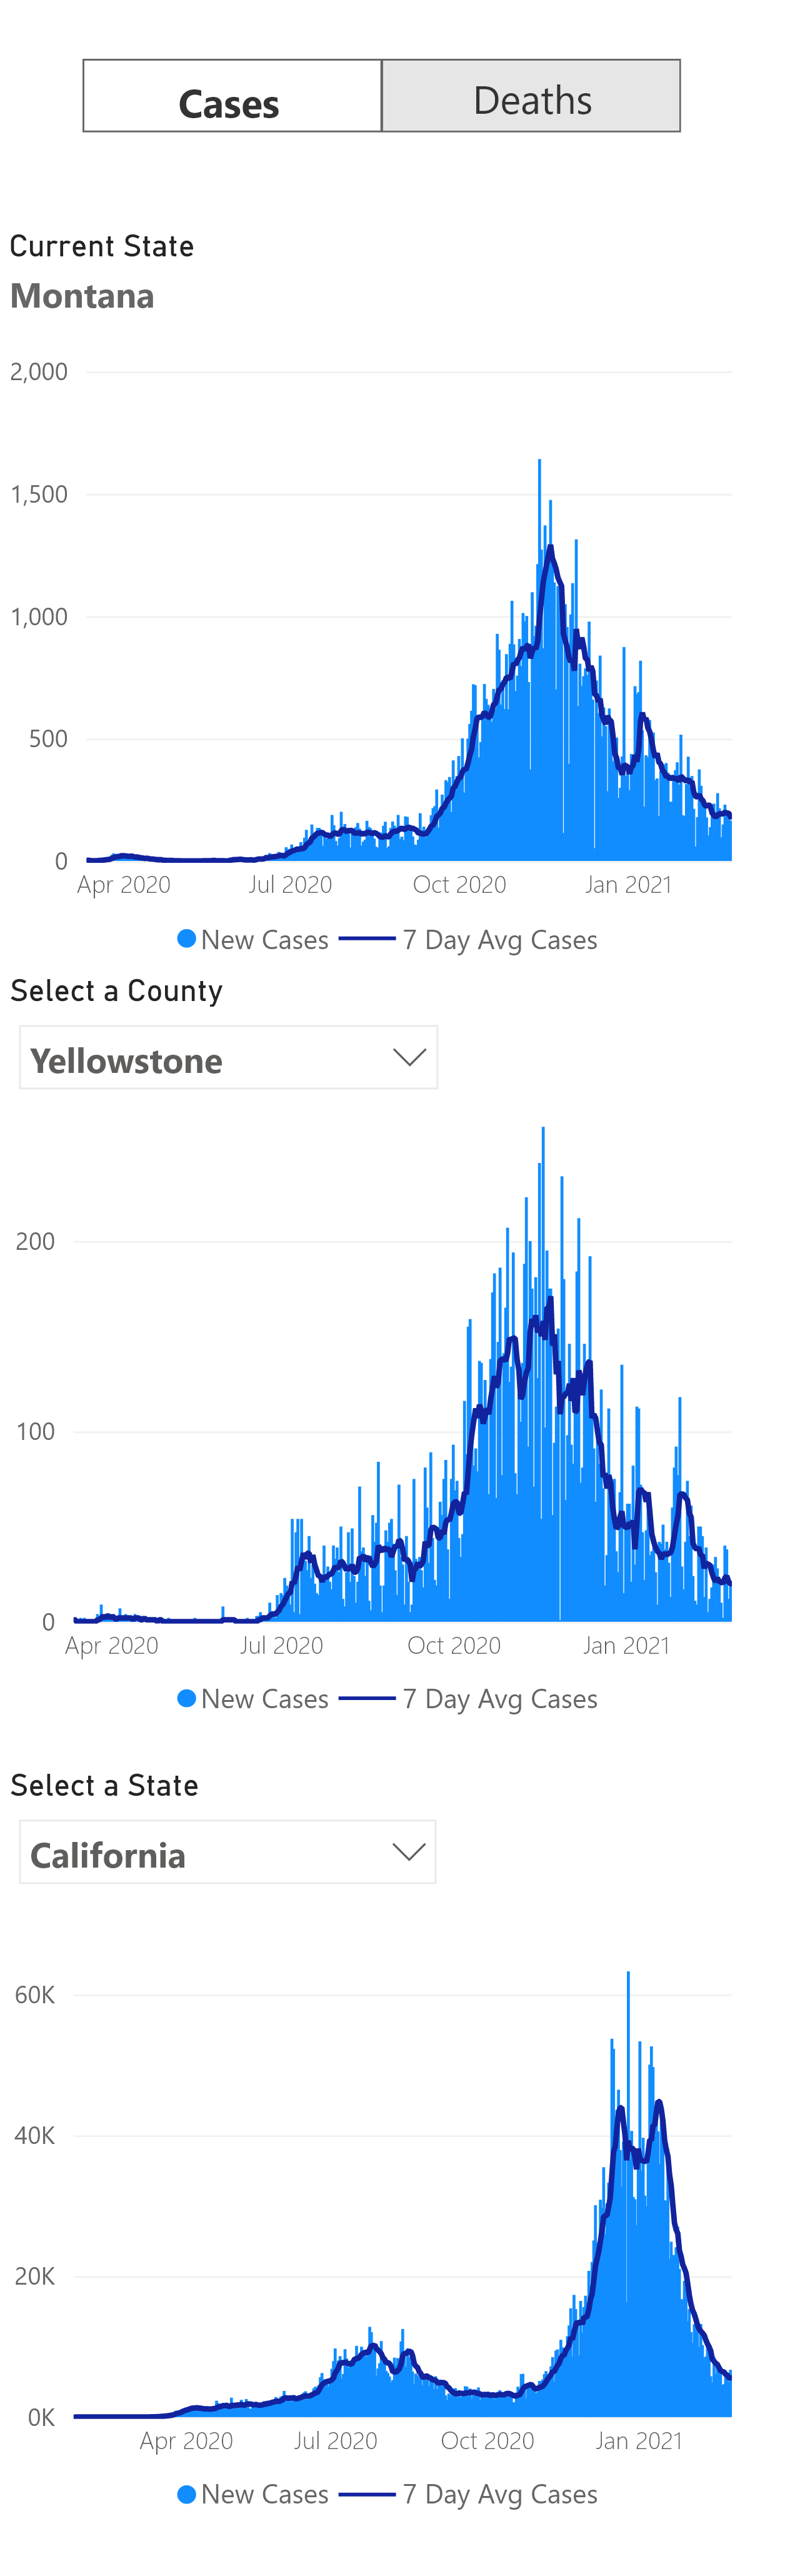 Cases Deaths
Current State
Montana
2,000
1,500
1,000
500
0
Apr 2020 Jul 2020 Oct 2020 Jan 2021
New Cases 7 Day Avg Cases
Select a County
Yellowstone
200
100
0
Apr 2020 Jul 2020 Oct 2020 Jan 2021
New Cases 7 Day Avg Cases
Select a State
California
60K
40K
20K
0K
Apr 2020 Jul 2020 Oct 2020 Jan 2021
New Cases 7 Day Avg Cases